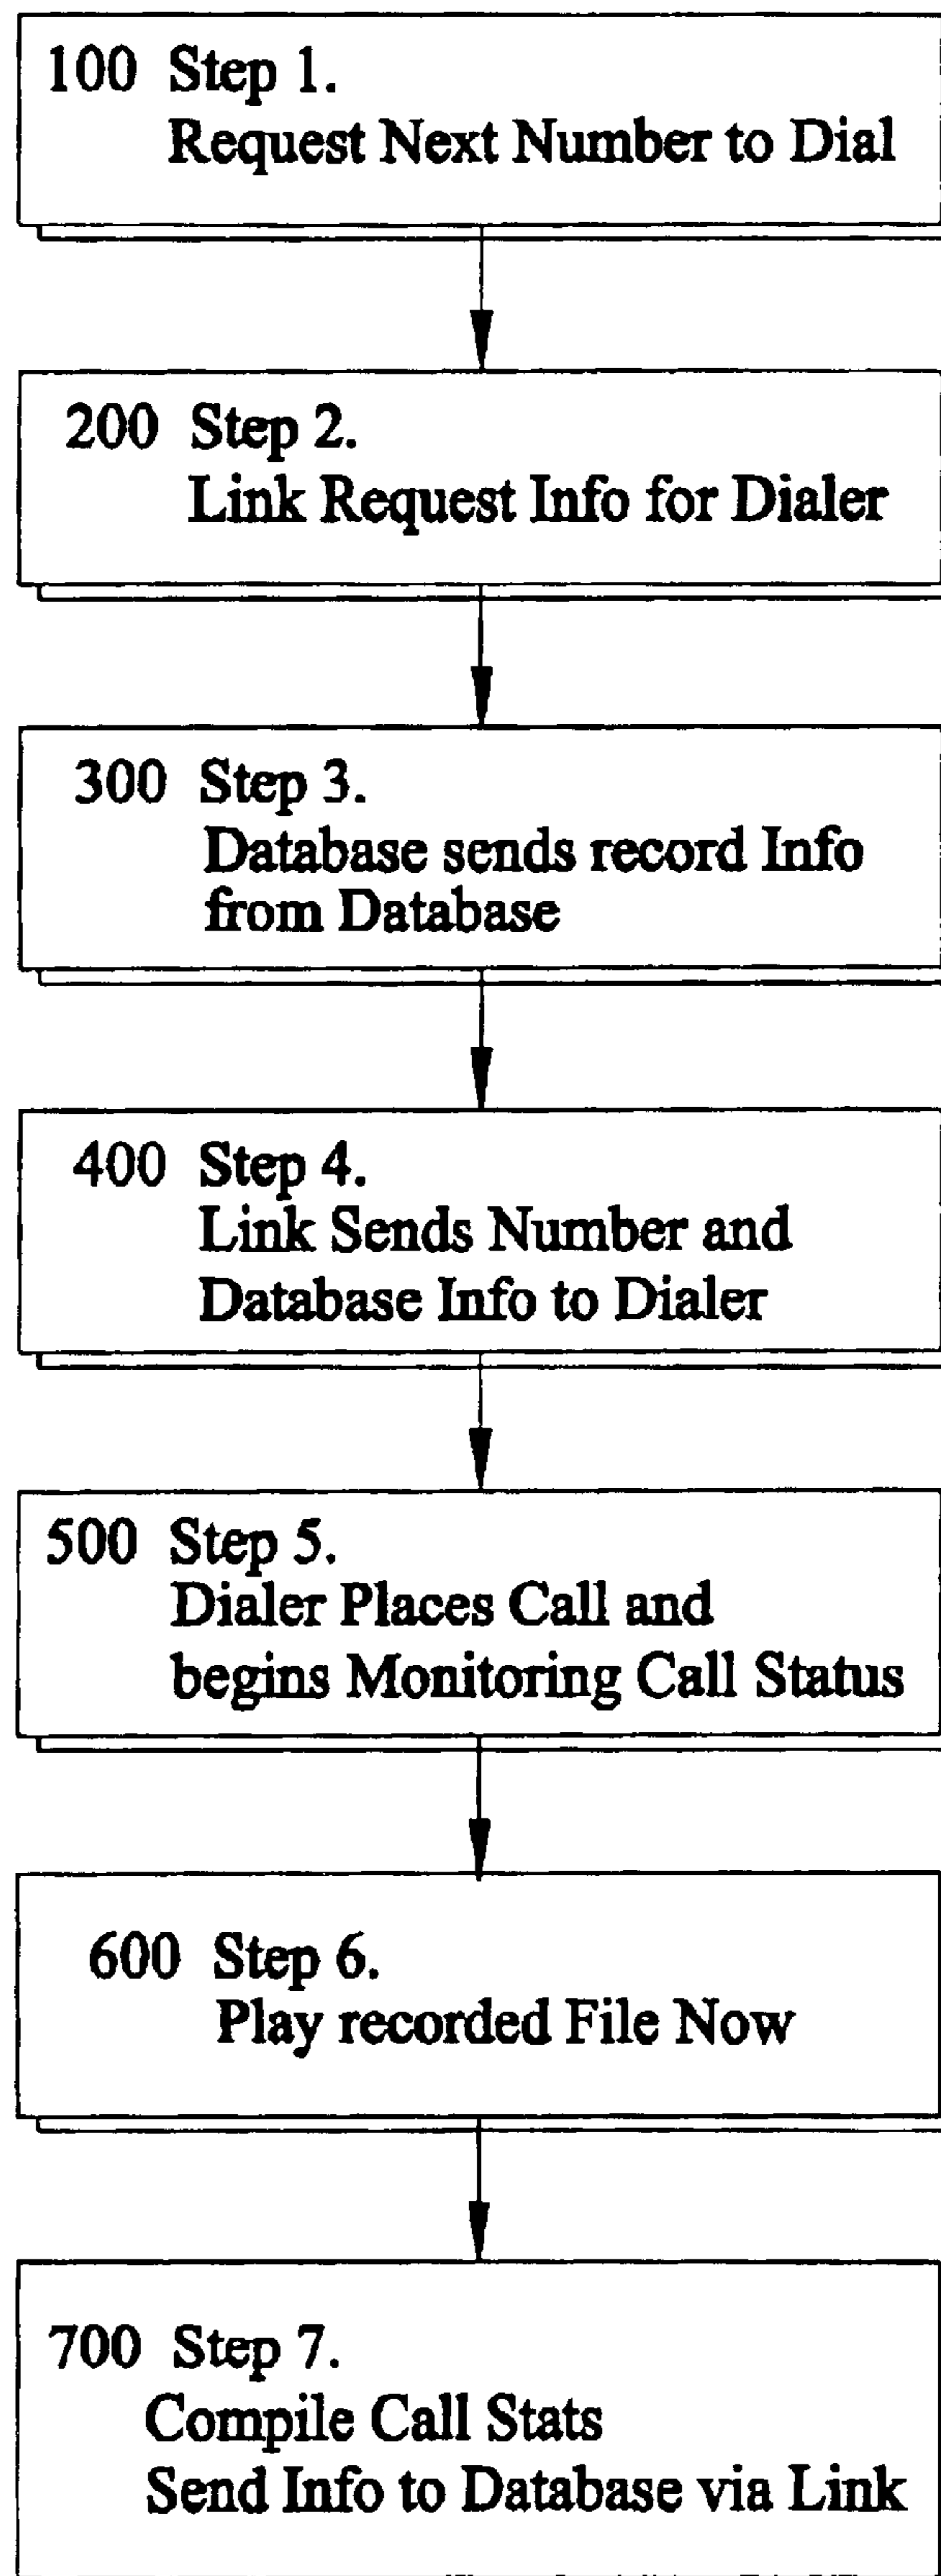 100 Step 1.
Request Next Number to Dial
200 Step 2.
Link Request Info for Dialer
300 Step 3.
Database sends record Info
from Database
400 Step 4.
Link Sends Number and
Database Info to Dialer
500 Step 5.
Dialer Places Call and
begins Monitoring Call Status
600 Step 6.
Play recorded File Now
700 Step 7.
Compile Call Stats
Send Info to Database via Link